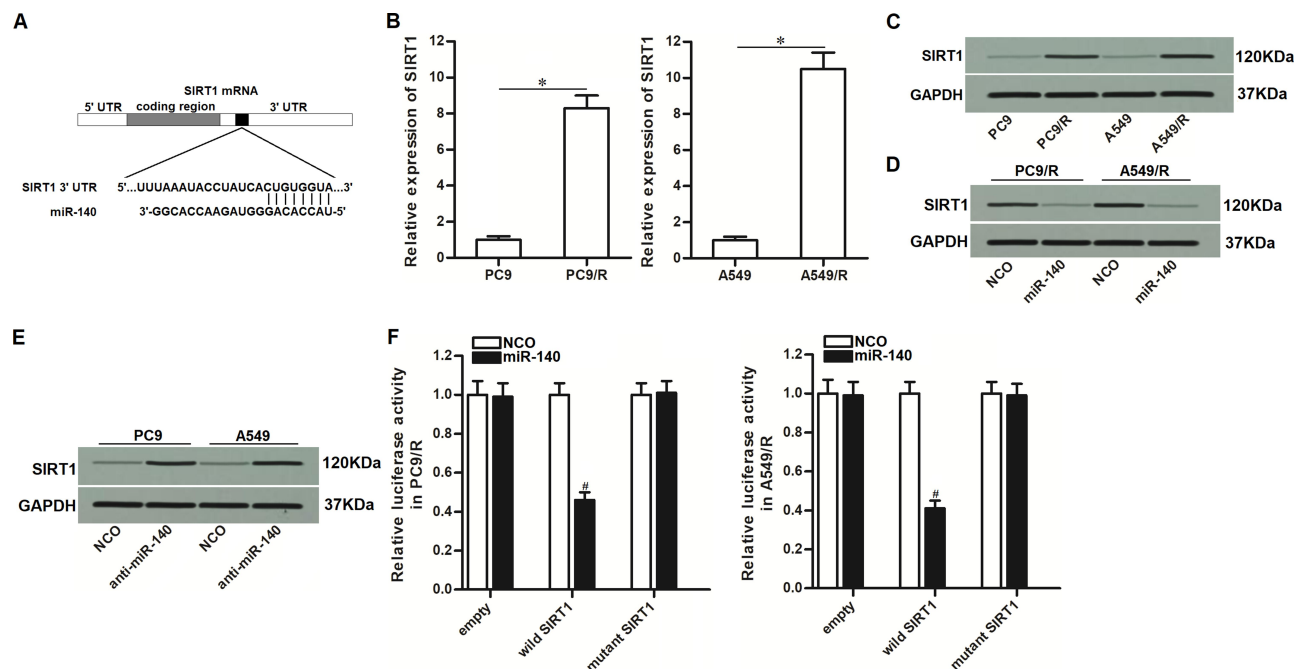 A
SIRT1 mRNA
5' UTR coding region 3' UTR
SIRT1 3' UTR 5'...UUUAAAUACCUAUCACUGUGGUA...3'
miR-140 3'-GGCACCAAGAUGGGACACCAU-5'
B
Relative expression of SIRT1
12
10
8
6
4
2
0
*
PC9 PC9/R
Relative expression of SIRT1
12
10
8
6
4
2
0
*
A549 A549/R
C
SIRT1 120KDa
GAPDH 37KDa
PC9 PC9/R A549 A549/R
D
PC9/R A549/R
SIRT1 120KDa
GAPDH 37KDa
NCO miR-140 NCO miR-140
E
PC9 A549
SIRT1 120KDa
GAPDH 37KDa
NCO anti-miR-140 NCO anti-miR-140
F
NCO
miR-140
Relative luciferase activity
in PC9/R
1.2
1.0
0.8
0.6
0.4
0.2
0.0
#
empty wild SIRT1 mutant SIRT1
NCO
miR-140
Relative luciferase activity
in A549/R
1.2
1.0
0.8
0.6
0.4
0.2
0.0
#
empty wild SIRT1 mutant SIRT1